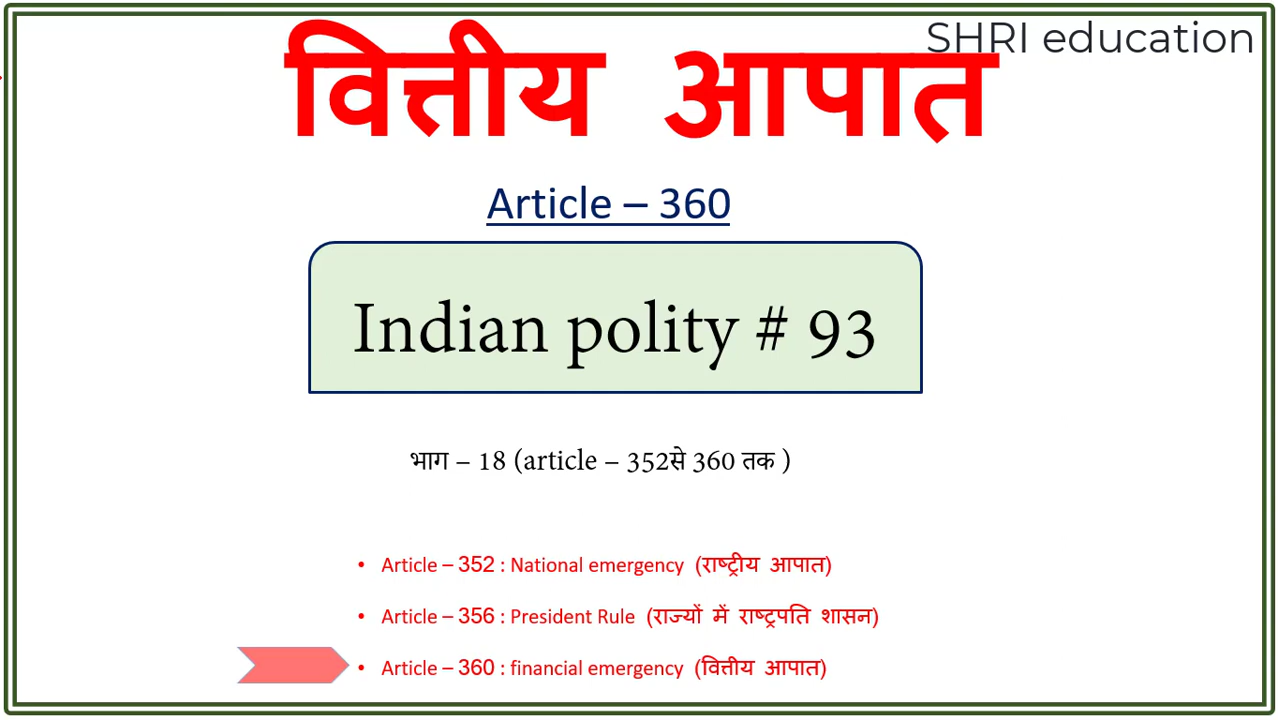 SHRI education
वित्तीय आपात
Article – 360
Indian polity # 93
भाग – 18 (article – 352से 360 तक )
• Article – 352 : National emergency (राष्ट्रीय आपात)
• Article – 356 : President Rule (राज्यों में राष्ट्रपति शासन)
• Article – 360 : financial emergency (वित्तीय आपात)